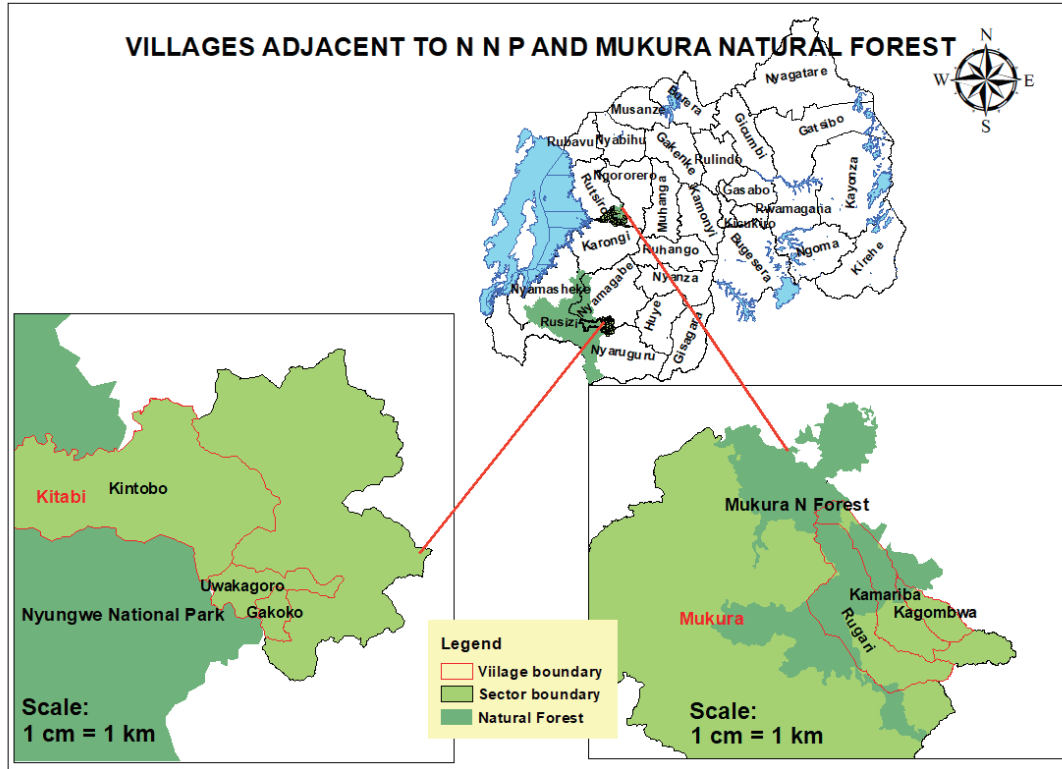 VILLAGES ADJACENT TO N N P AND MUKURA NATURAL FOREST
N
W
E
S
Nyagatare
Burera
Musanze
Gicumbi
Gatsibo
Rubavu
Nyabihu
Gakenke
Rulindo
Kayonza
Ngororero
Rutsiro
Muhanga
Kamonyi
Gasabo
Rwamagana
Kicukiro
Karongi
Ruhango
Bugesera
Ngoma
Kirehe
Nyamasheke
Nyamagabe
Nyanza
Rusizi
Huye
Gisagara
Nyaruguru
Kitabi
Kintobo
Uwakagoro
Gakoko
Nyungwe National Park
Scale:
1 cm = 1 km
Legend
Viilage boundary
Sector boundary
Natural Forest
Mukura N Forest
Kamariba
Kagombwa
Rugari
Mukura
Scale:
1 cm = 1 km